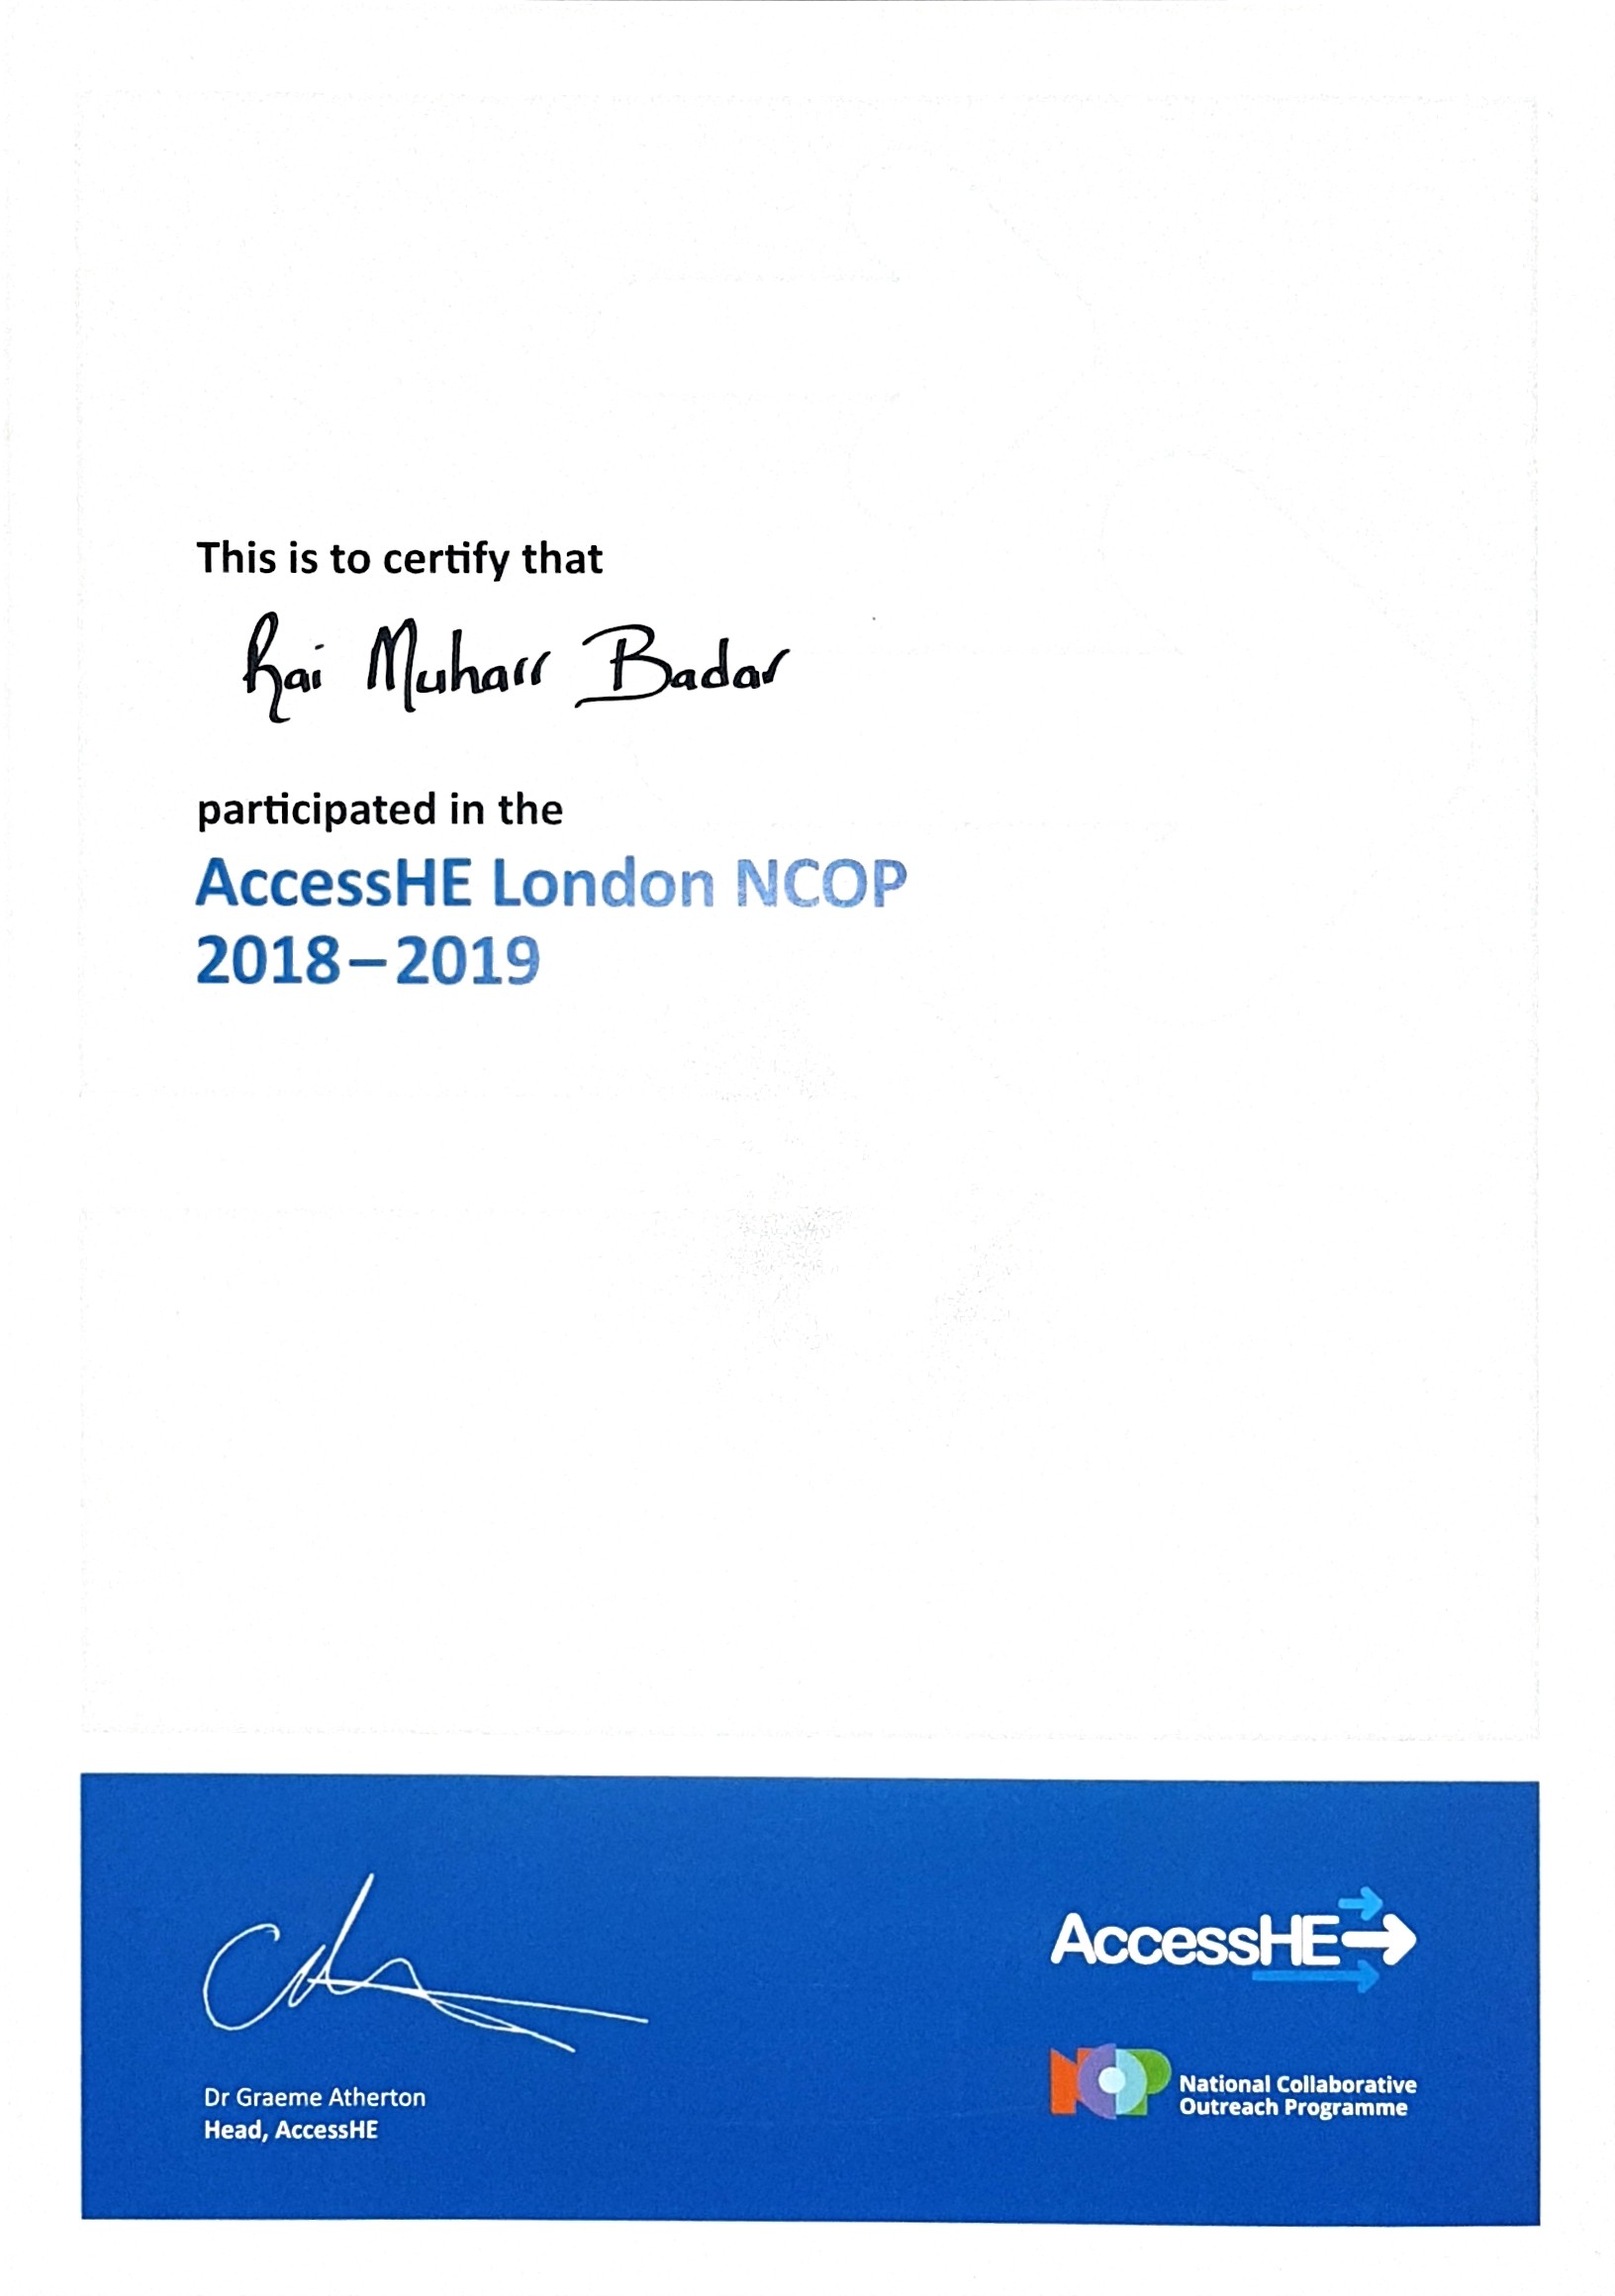 This is to certify that
Rai Muharr Badar
participated in the
AccessHE London NCOP
2018–2019
AccessHE
NCOP
National Collaborative
Outreach Programme
Dr Graeme Atherton
Head, AccessHE